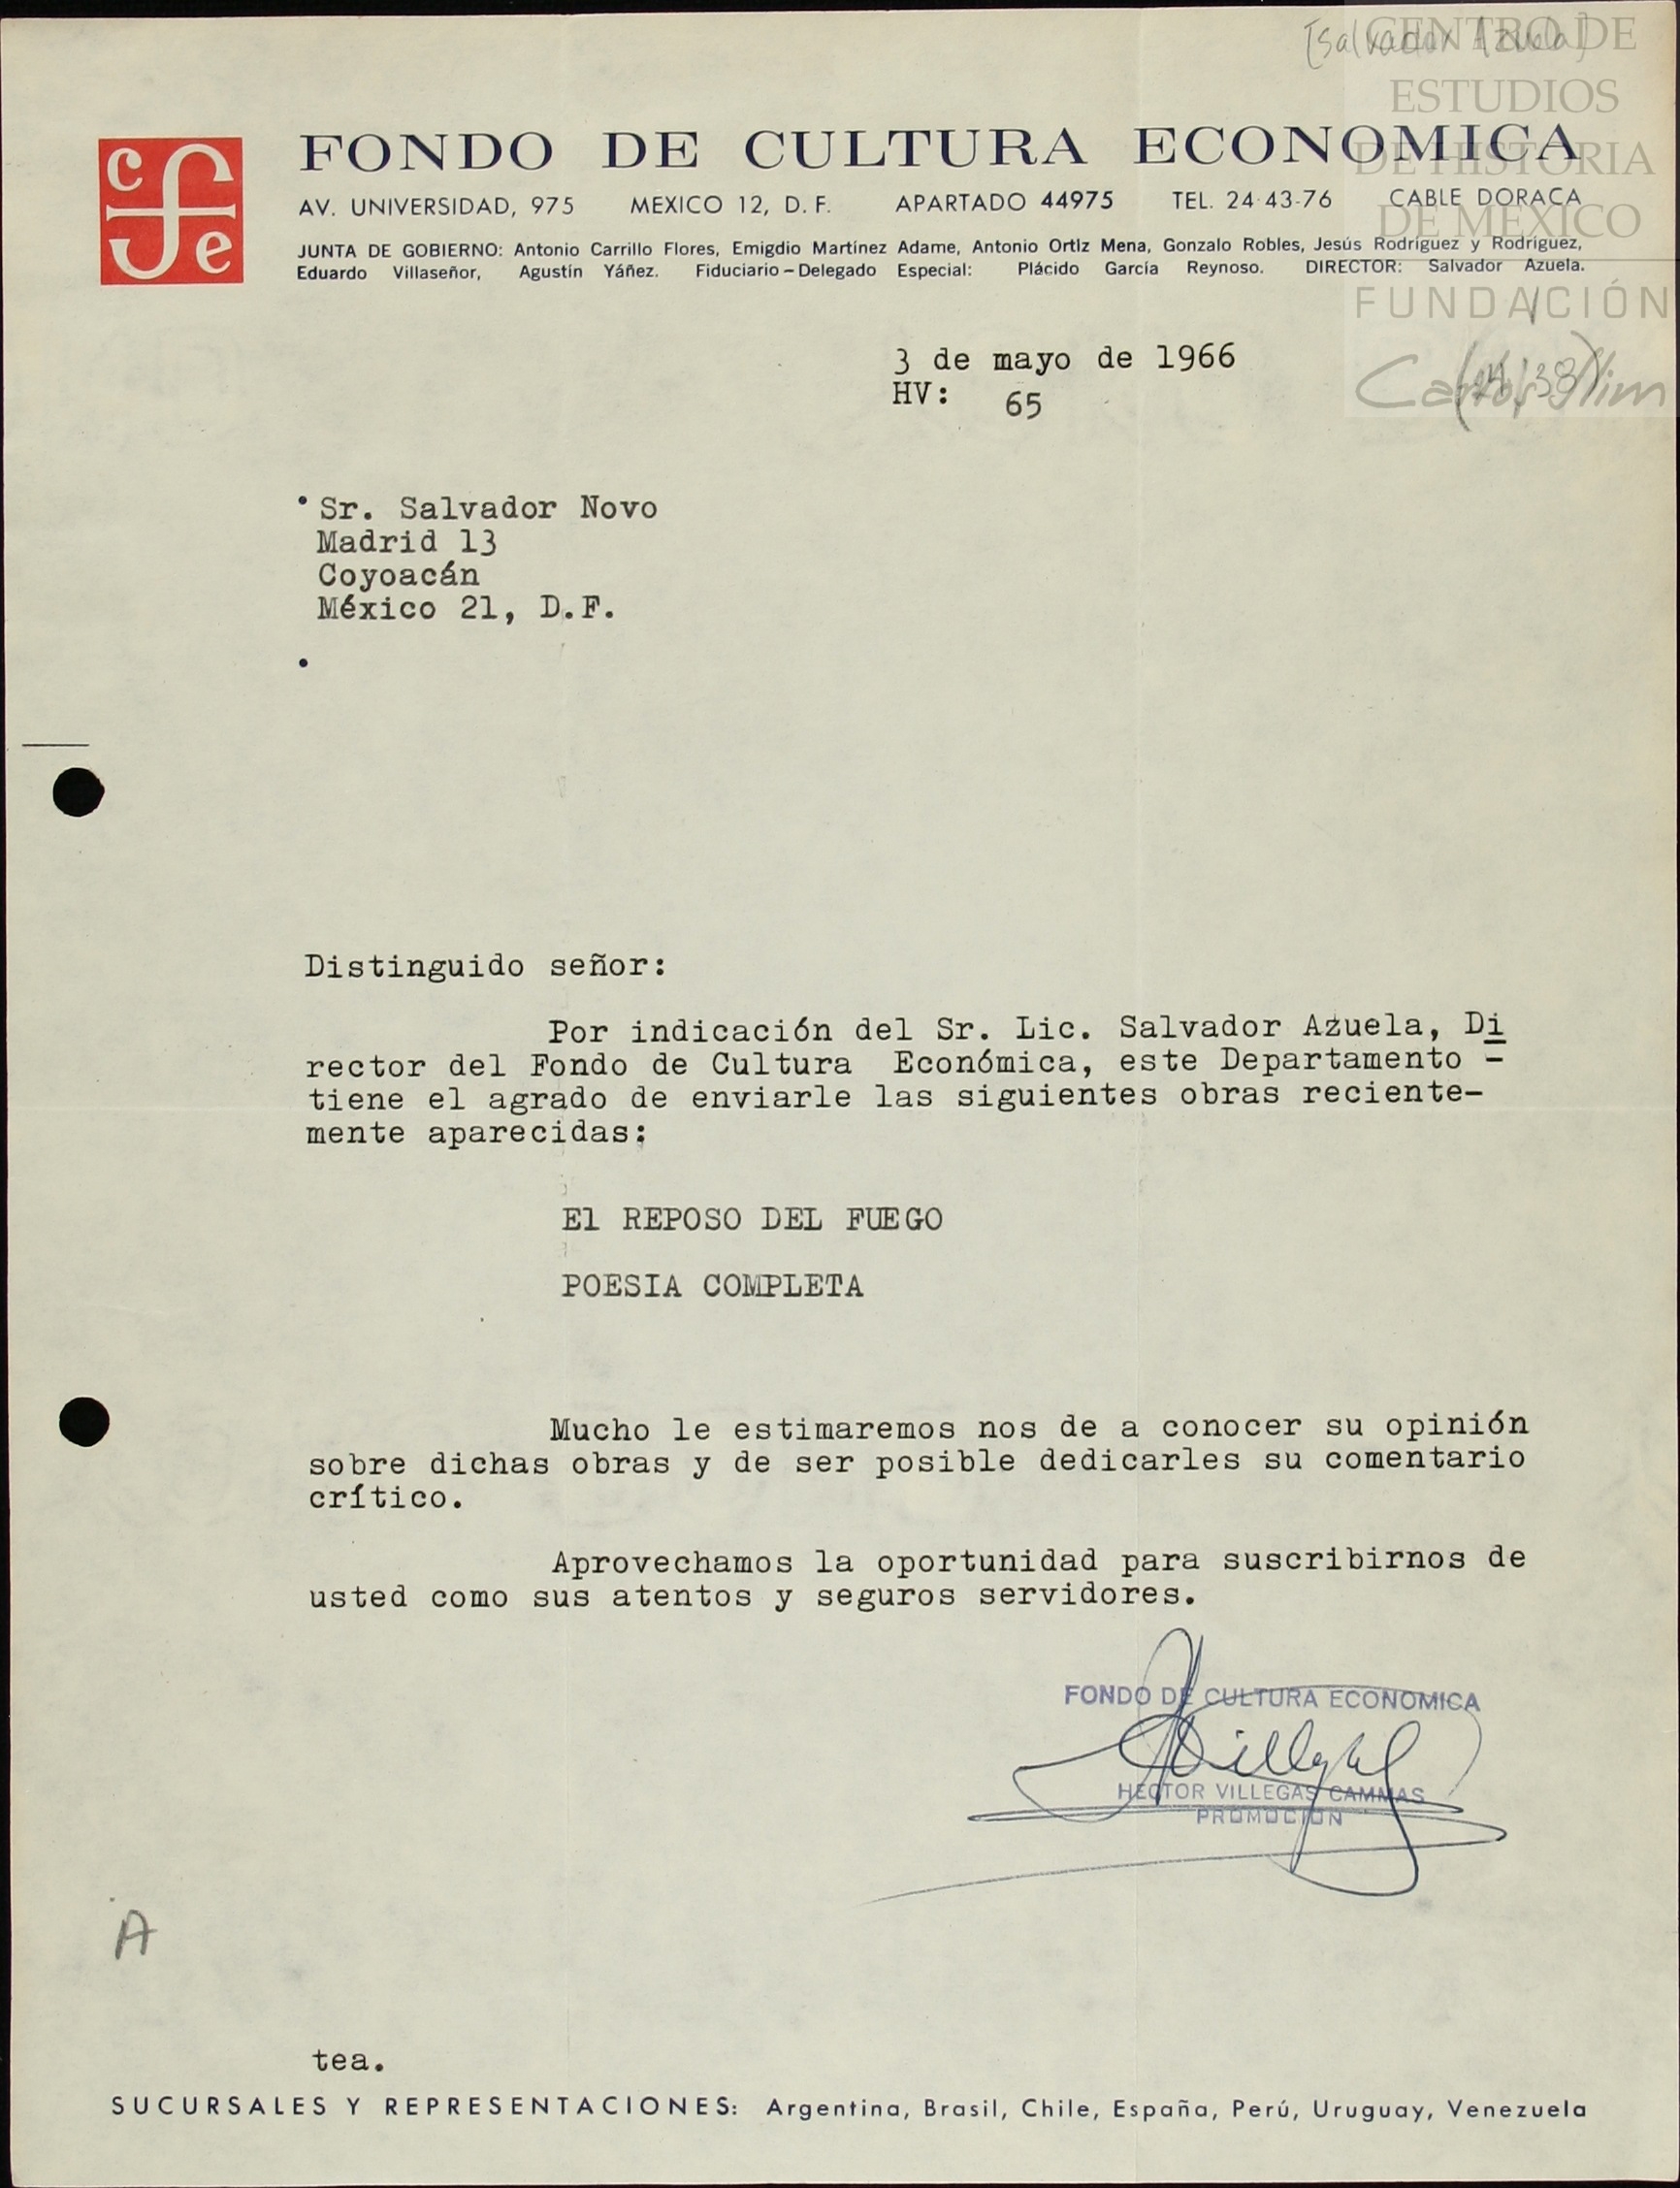 [Salvador Azuela]
CENTRO DE
ESTUDIOS
DE HISTORIA
DE MÉXICO
FUNDACIÓN
Carlos Slim
c f e
FONDO DE CULTURA ECONOMICA
AV. UNIVERSIDAD, 975 MEXICO 12, D. F. APARTADO 44975 TEL. 24-43-76 CABLE DORACA
JUNTA DE GOBIERNO: Antonio Carrillo Flores, Emigdio Martínez Adame, Antonio Ortiz Mena, Gonzalo Robles, Jesús Rodríguez y Rodríguez,
Eduardo Villaseñor, Agustín Yáñez. Fiduciario – Delegado Especial: Plácido García Reynoso. DIRECTOR: Salvador Azuela.
3 de mayo de 1966
HV: 65
Sr. Salvador Novo
Madrid 13
Coyoacán
México 21, D.F.
Distinguido señor:
Por indicación del Sr. Lic. Salvador Azuela, Di
rector del Fondo de Cultura Económica, este Departamento -
tiene el agrado de enviarle las siguientes obras reciente-
mente aparecidas:
El REPOSO DEL FUEGO
POESIA COMPLETA
Mucho le estimaremos nos de a conocer su opinión
sobre dichas obras y de ser posible dedicarles su comentario
crítico.
Aprovechamos la oportunidad para suscribirnos de
usted como sus atentos y seguros servidores.
FONDO DE CULTURA ECONOMICA
HECTOR VILLEGAS CAMMAS
PROMOCION
A
tea.
SUCURSALES Y REPRESENTACIONES: Argentina, Brasil, Chile, España, Perú, Uruguay, Venezuela